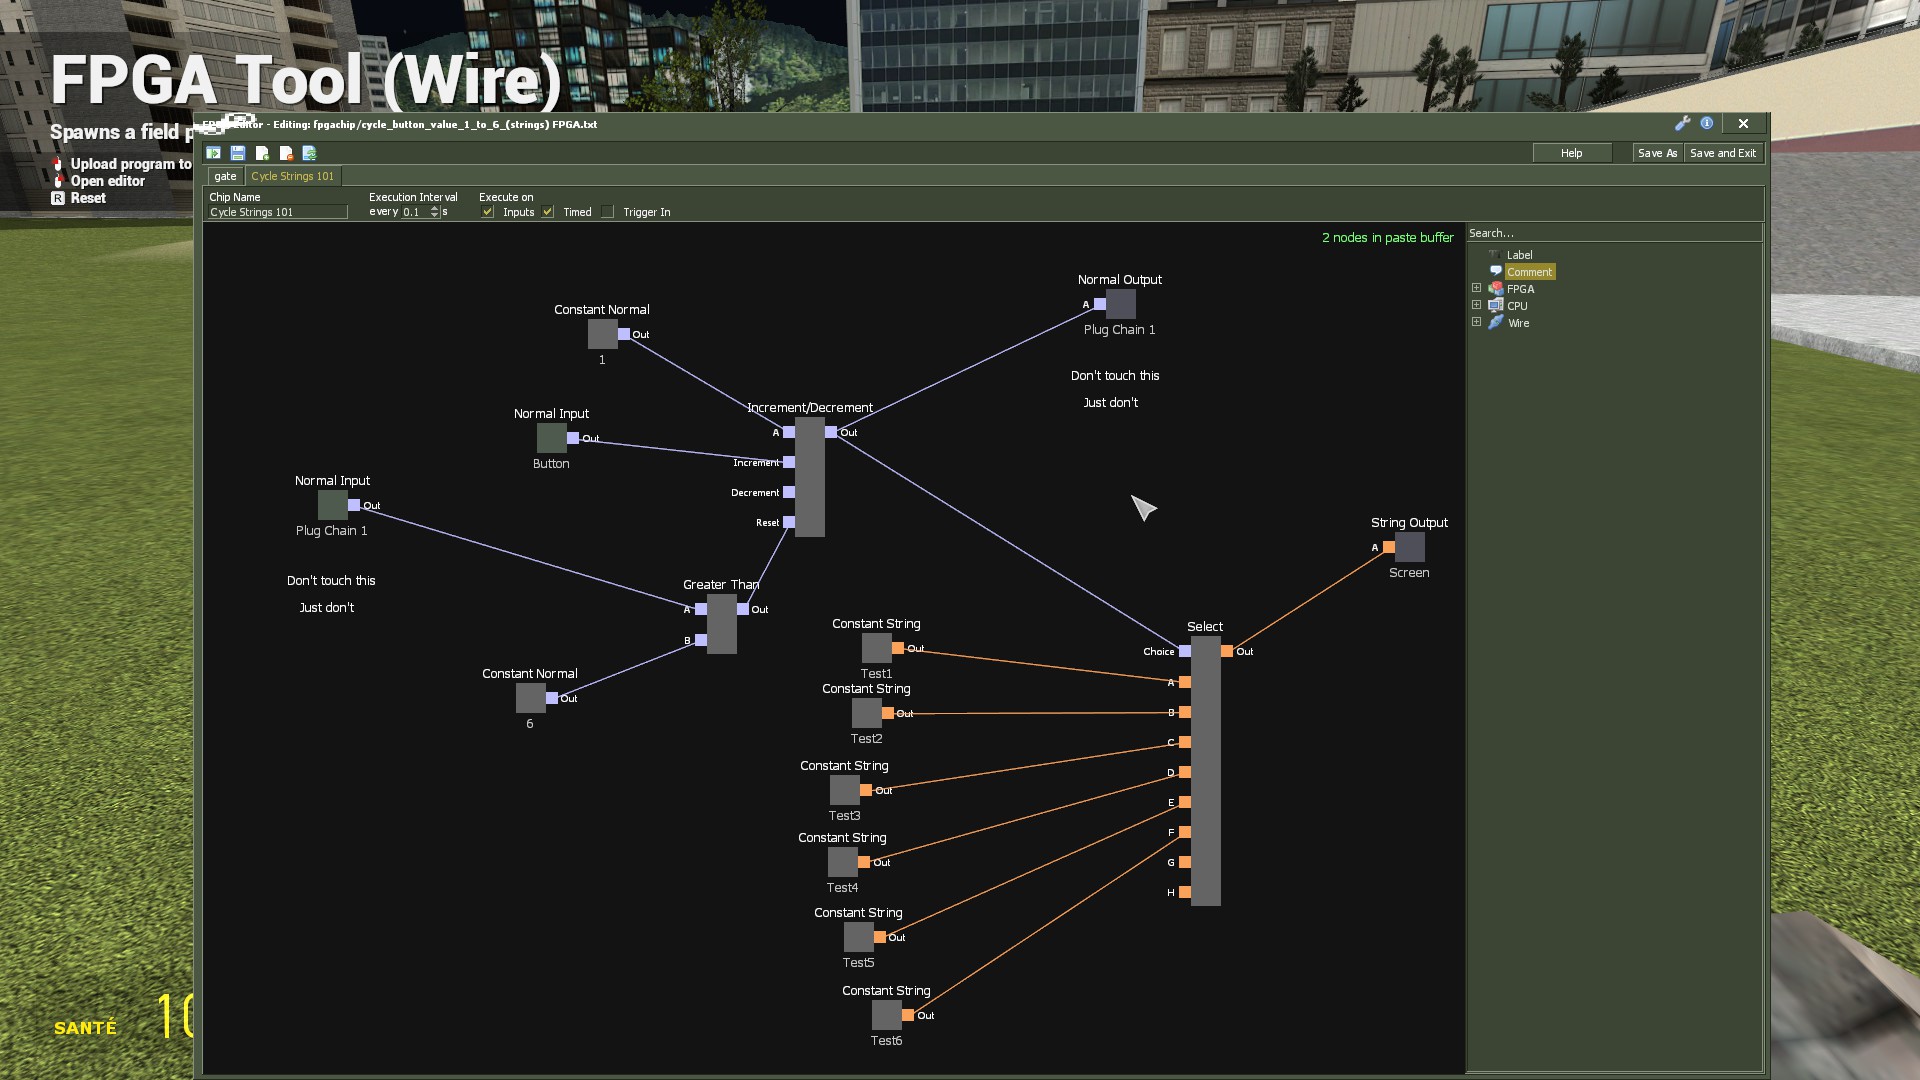 FPGA Tool (Wire)
Spawns a field p
Upload program to
Open editor
R Reset
Editor - Editing: fpgachip/cycle_button_value_1_to_6_(strings) FPGA.txt
Help
Save As
Save and Exit
gate
Cycle Strings 101
Chip Name
Execution Interval
Execute on
Cycle Strings 101
every 0.1 s
Inputs
Timed
Trigger In
2 nodes in paste buffer
Search...
Label
Comment
FPGA
CPU
Wire
Normal Output
A
Plug Chain 1
Don't touch this
Just don't
Constant Normal
Out
1
Normal Input
Out
Button
Increment/Decrement
A
Out
Increment
Decrement
Reset
Normal Input
Out
Plug Chain 1
Don't touch this
Just don't
Greater Than
A
Out
B
Constant Normal
Out
6
String Output
A
Screen
Select
Choice
Out
A
B
C
D
E
F
G
H
Constant String
Out
Test1
Constant String
Out
Test2
Constant String
Out
Test3
Constant String
Out
Test4
Constant String
Out
Test5
Constant String
Out
Test6
SANTÉ 10